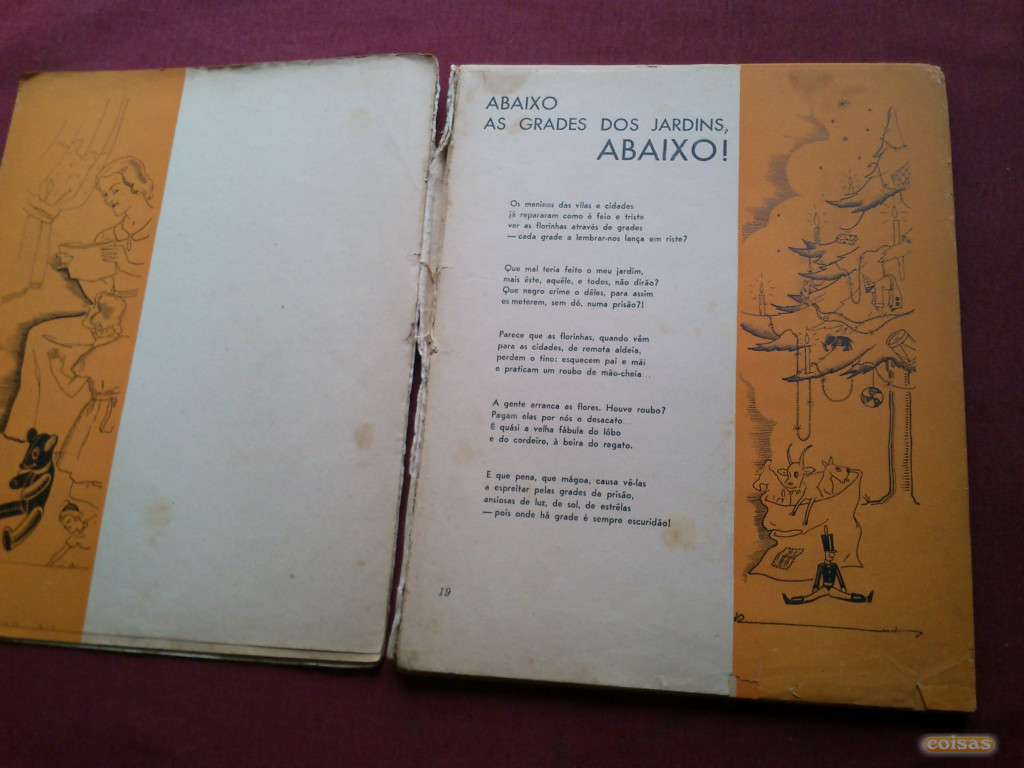 ABAIXO
AS GRADES DOS JARDINS,
ABAIXO!
Os meninos das vilas e cidades
já repararam como é feio e triste
ver as florinhas através de grades
— cada grade a lembrar-nos lança em riste?
Que mal teria feito o meu jardim,
mais êste, aquêle, e todos, não dirão?
Que negro crime o dêles, para assim
os meterem, sem dó, numa prisão?!
Parece que as florinhas, quando vêm
para as cidades, de remota aldeia,
perdem o tino: esquecem pai e mãi
e praticam um roubo de mão-cheia...
A gente arranca as flores. Houve roubo?
Pagam elas por nós o desacato...
É quási a velha fábula do lôbo
e do cordeiro, à beira do regato.
E que pena, que mágoa, causa vê-las
a espreitar pelas grades da prisão,
ansiosas de luz, de sol, de estrêlas
— pois onde há grade é sempre escuridão!
19
coisas